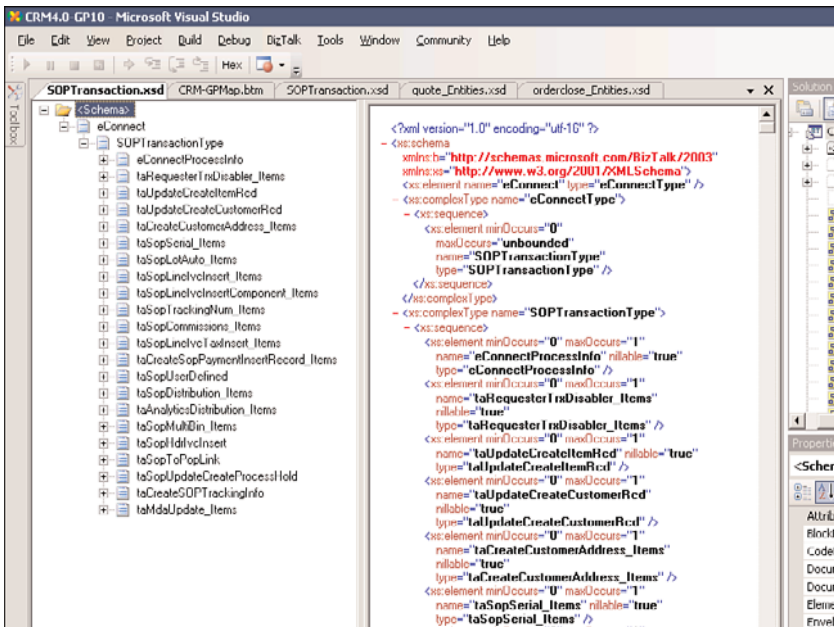 CRM4.0-GP10 - Microsoft Visual Studio
File Edit View Project Build Debug BizTalk Tools Window Community Help
Hex
SOPTransaction.xsd CRM-GPMap.btm SOPTransaction.xsd quote_Entities.xsd orderclose_Entities.xsd
Solution
Toolbox
<Schema>
eConnect
SOPTransactionType
eConnectProcessInfo
taRequesterTrxDisabler_Items
taUpdateCreateItemRcd
taUpdateCreateCustomerRcd
taCreateCustomerAddress_Items
taSopSerial_Items
taSopLotAuto_Items
taSopLineIvcInsert_Items
taSopLineIvcInsertComponent_Items
taSopTrackingNum_Items
taSopCommissions_Items
taSopLineIvcTaxInsert_Items
taCreateSopPaymentInsertRecord_Items
taSopUserDefined
taSopDistribution_Items
taAnalyticsDistribution_Items
taSopMultiBin_Items
taSopHdrIvcInsert
taSopToPopLink
taSopUpdateCreateProcessHold
taCreateSOPTrackingInfo
taMdaUpdate_Items
<?xml version="1.0" encoding="utf-16" ?>
- <xs:schema
xmlns:b="http://schemas.microsoft.com/BizTalk/2003"
xmlns:xs="http://www.w3.org/2001/XMLSchema">
<xs:element name="eConnect" type="eConnectType" />
- <xs:complexType name="eConnectType">
- <xs:sequence>
<xs:element minOccurs="0"
maxOccurs="unbounded"
name="SOPTransactionType"
type="SOPTransactionType" />
</xs:sequence>
</xs:complexType>
- <xs:complexType name="SOPTransactionType">
- <xs:sequence>
<xs:element minOccurs="0" maxOccurs="1"
name="eConnectProcessInfo" nillable="true"
type="eConnectProcessInfo" />
<xs:element minOccurs="0" maxOccurs="1"
name="taRequesterTrxDisabler_Items"
nillable="true"
type="taRequesterTrxDisabler_Items" />
<xs:element minOccurs="0" maxOccurs="1"
name="taUpdateCreateItemRcd" nillable="true"
type="taUpdateCreateItemRcd" />
<xs:element minOccurs="0" maxOccurs="1"
name="taUpdateCreateCustomerRcd"
nillable="true"
type="taUpdateCreateCustomerRcd" />
<xs:element minOccurs="0" maxOccurs="1"
name="taCreateCustomerAddress_Items"
nillable="true"
type="taCreateCustomerAddress_Items" />
<xs:element minOccurs="0" maxOccurs="1"
name="taSopSerial_Items" nillable="true"
type="taSopSerial_Items" />
Properti
<Scher
Attrib
Block
Code
Docu
Docu
Eleme
Envel